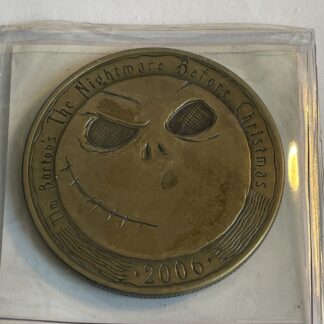 Tim Burton's The Nightmare Before Christmas
· 2006 ·